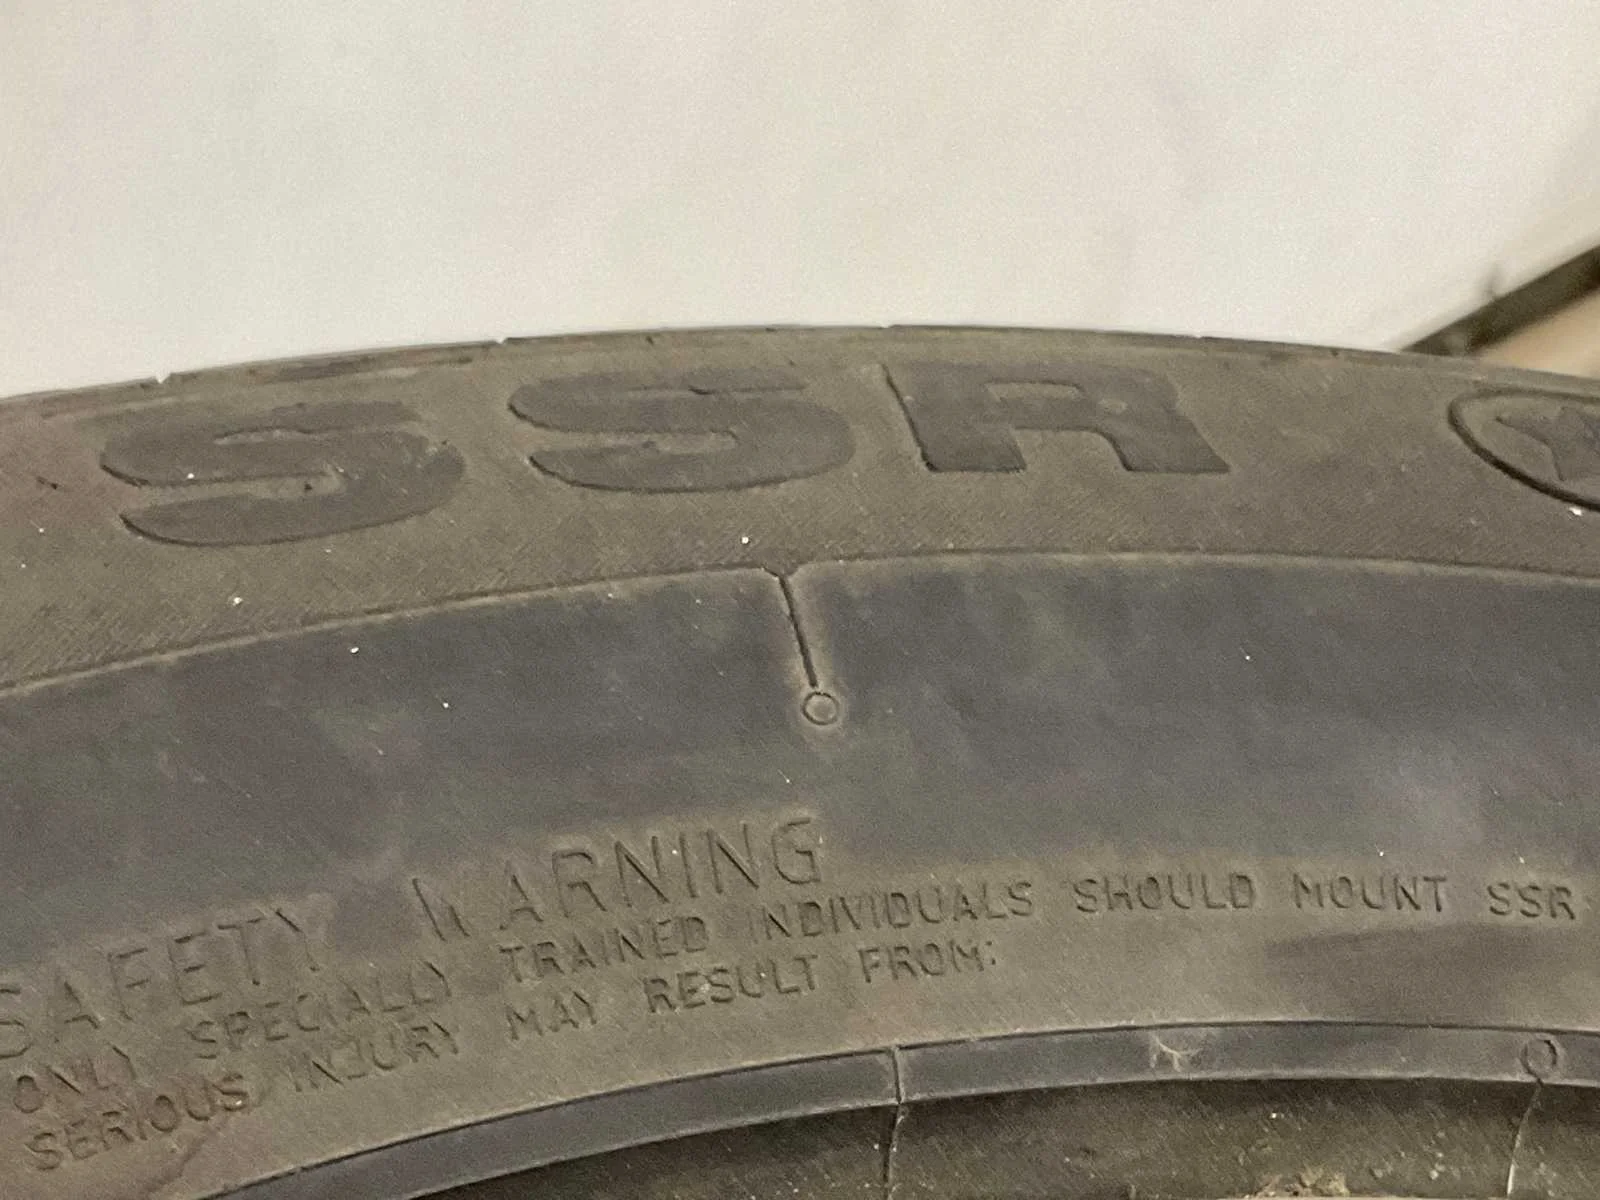 SSR
SAFETY WARNING
ONLY SPECIALLY TRAINED INDIVIDUALS SHOULD MOUNT SSR
SERIOUS INJURY MAY RESULT FROM: